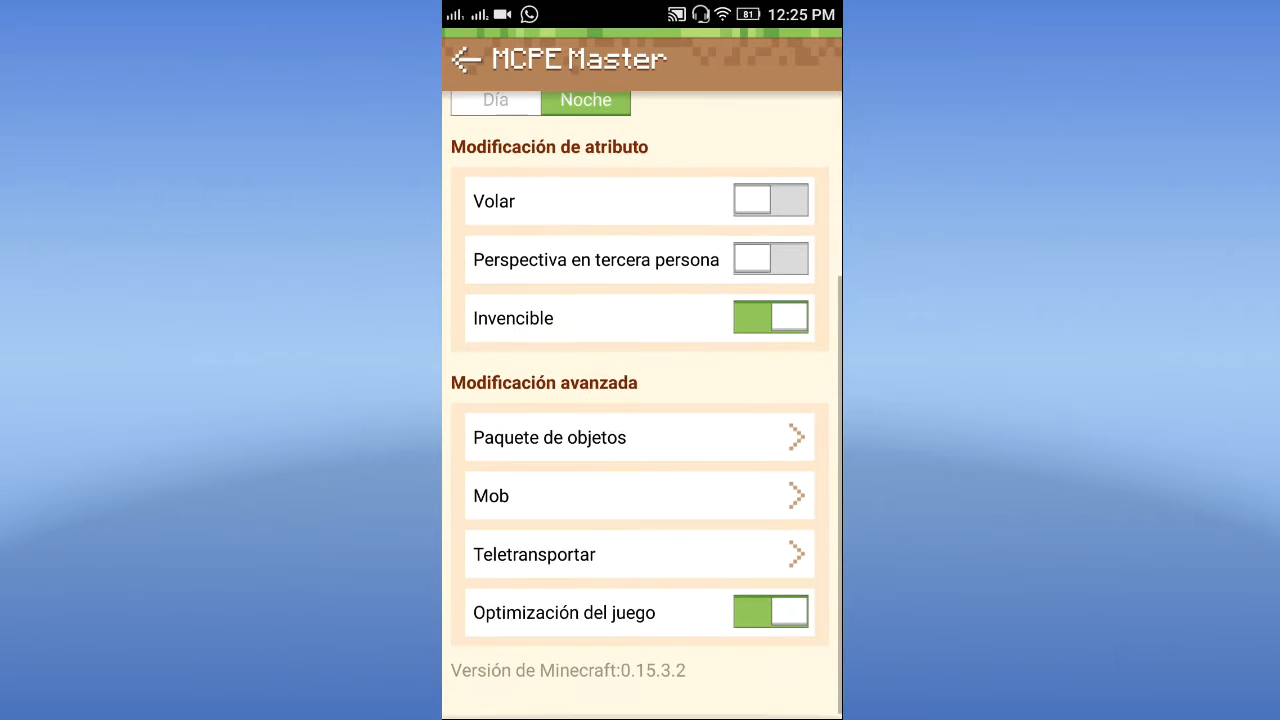 81 12:25 PM
MCPE Master
Día Noche
Modificación de atributo
Volar
Perspectiva en tercera persona
Invencible
Modificación avanzada
Paquete de objetos
Mob
Teletransportar
Optimización del juego
Versión de Minecraft:0.15.3.2